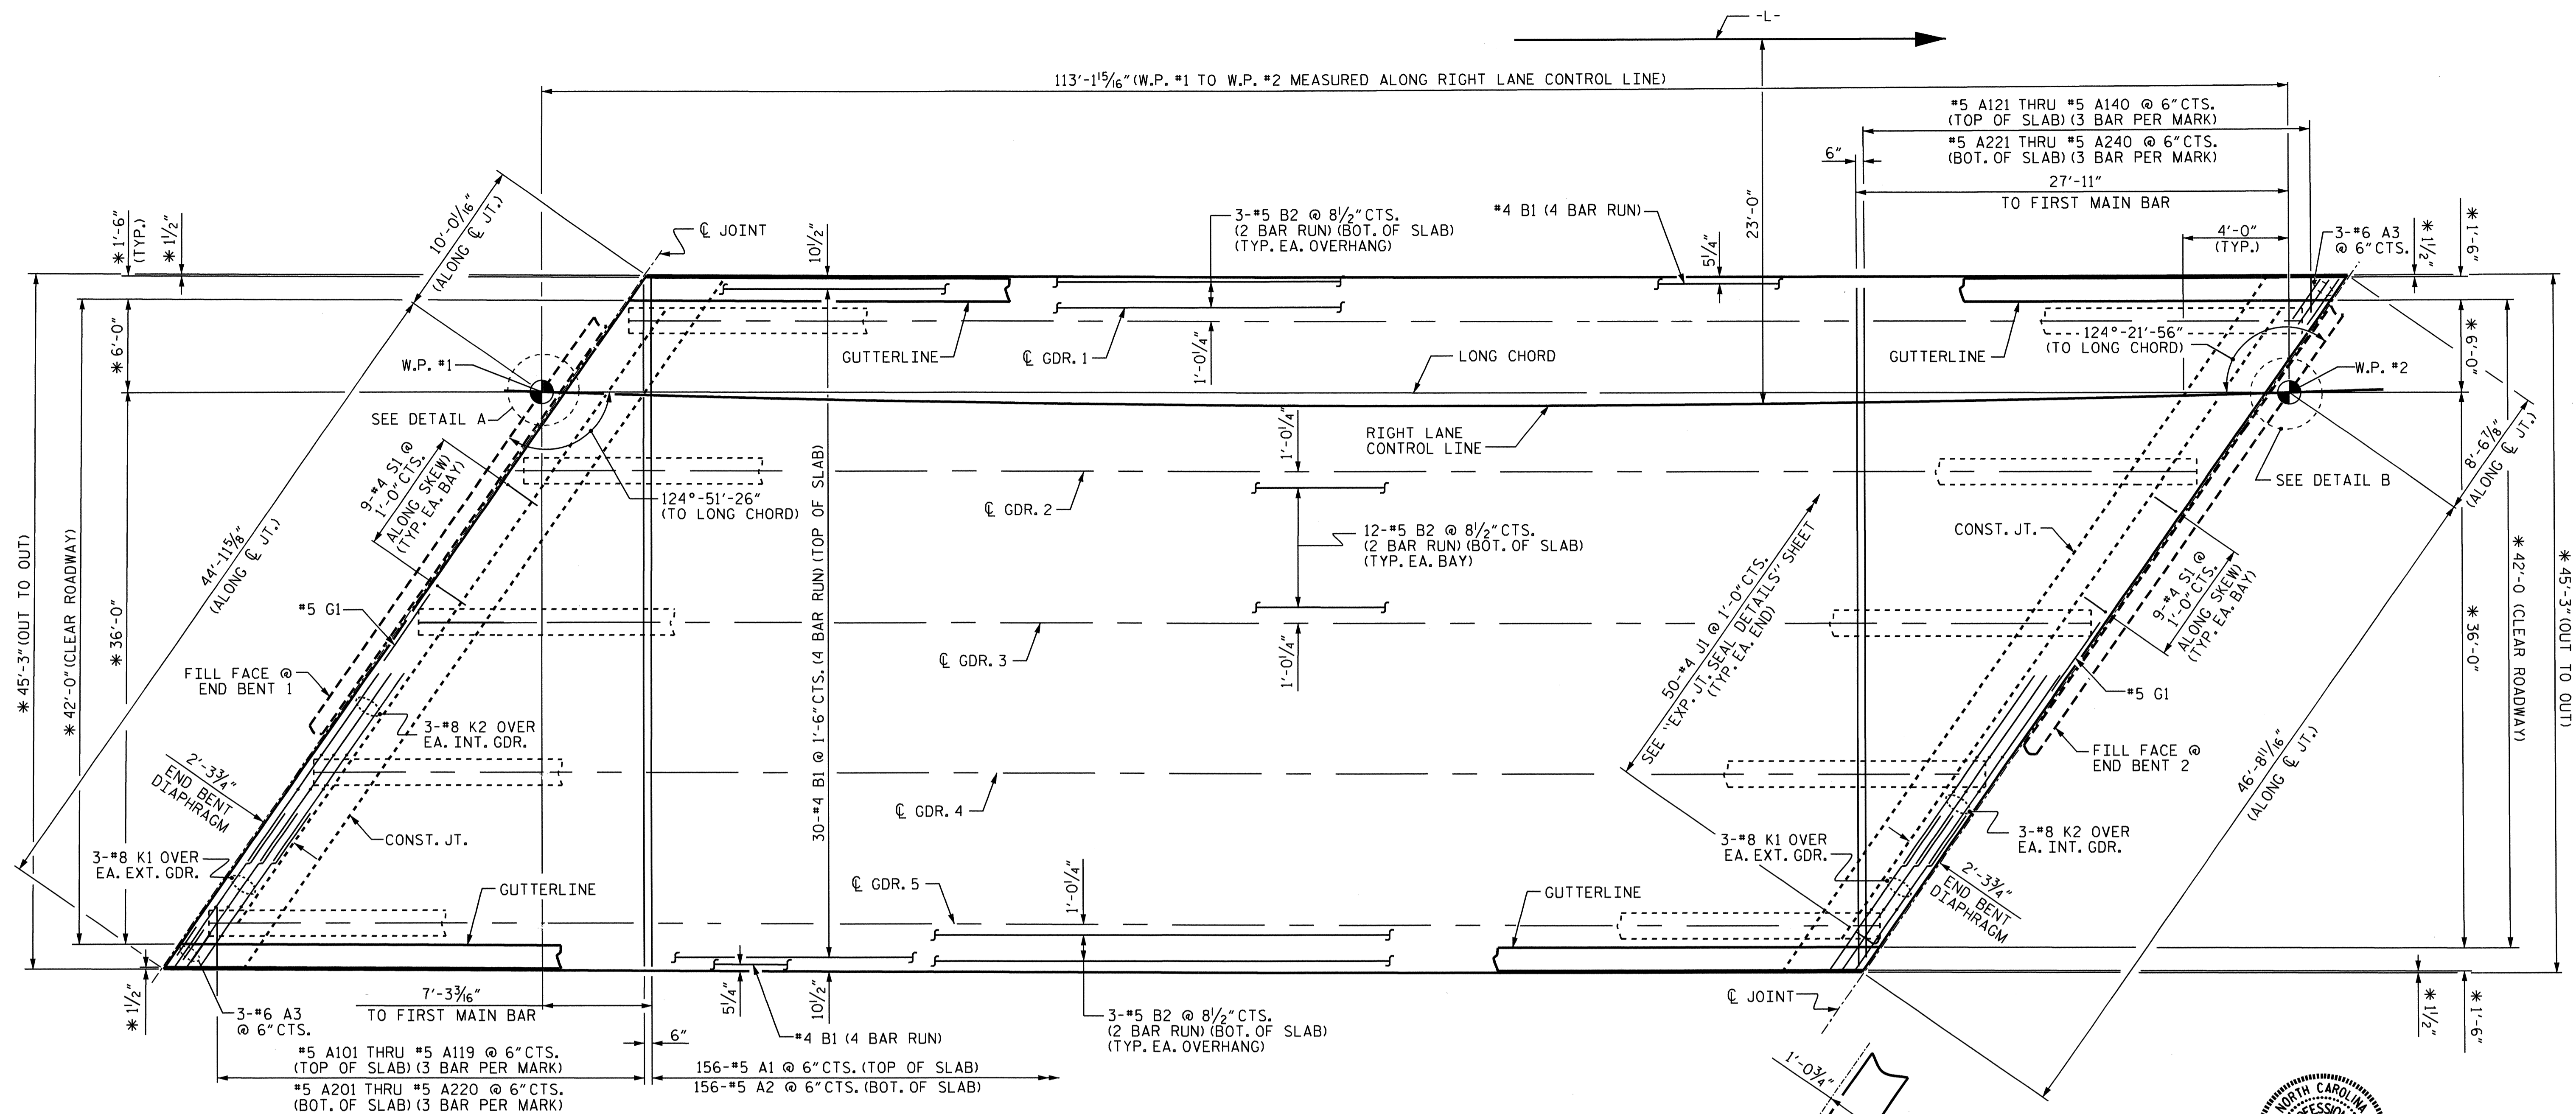 -L-
113'-1 15/16" (W.P. #1 TO W.P. #2 MEASURED ALONG RIGHT LANE CONTROL LINE)
#5 A121 THRU #5 A140 @ 6" CTS.
(TOP OF SLAB) (3 BAR PER MARK)
#5 A221 THRU #5 A240 @ 6" CTS.
(BOT. OF SLAB) (3 BAR PER MARK)
6"
27'-11"
TO FIRST MAIN BAR
4'-0"
(TYP.)
3-#6 A3
@ 6" CTS.
* 1 1/2"
* 1'-6"
* 1'-6"
(TYP.)
* 1 1/2"
10'-0 1/16"
(ALONG ℄ JT.)
℄ JOINT
10 1/2"
3-#5 B2 @ 8 1/2" CTS.
(2 BAR RUN) (BOT. OF SLAB)
(TYP. EA. OVERHANG)
#4 B1 (4 BAR RUN)
5 1/4"
23'-0"
* 6'-0"
W.P. #1
SEE DETAIL A
GUTTERLINE
℄ GDR. 1
1'-0 1/4"
LONG CHORD
GUTTERLINE
124°-21'-56"
(TO LONG CHORD)
* 6'-0"
W.P. #2
SEE DETAIL B
8'-6 7/8"
(ALONG ℄ JT.)
9-#4 S1 @
1'-0" CTS.
ALONG SKEW)
(TYP. EA. BAY)
124°-51'-26"
(TO LONG CHORD)
30-#4 B1 @ 1'-6" CTS. (4 BAR RUN) (TOP OF SLAB)
RIGHT LANE
CONTROL LINE
1'-0 1/4"
℄ GDR. 2
12-#5 B2 @ 8 1/2" CTS.
(2 BAR RUN) (BOT. OF SLAB)
(TYP. EA. BAY)
CONST. JT.
9-#4 S1 @
1'-0" CTS.
ALONG SKEW)
(TYP. EA. BAY)
* 45'-3" (OUT TO OUT)
* 42'-0" (CLEAR ROADWAY)
* 36'-0"
44'-11 5/8"
(ALONG ℄ JT.)
#5 G1
FILL FACE @
END BENT 1
3-#8 K2 OVER
EA. INT. GDR.
℄ GDR. 3
1'-0 1/4"
50-#4 J1 @ 1'-0" CTS.
SEE "EXP. JT. SEAL DETAILS" SHEET
(TYP. EA. END)
#5 G1
FILL FACE @
END BENT 2
46'-8 11/16"
(ALONG ℄ JT.)
* 36'-0"
* 42'-0 (CLEAR ROADWAY)
* 45'-3" (OUT TO OUT)
2'-3 3/4"
END BENT
DIAPHRAGM
CONST. JT.
℄ GDR. 4
3-#8 K1 OVER
EA. EXT. GDR.
3-#8 K1 OVER
EA. EXT. GDR.
3-#8 K2 OVER
EA. INT. GDR.
2'-3 3/4"
END BENT
DIAPHRAGM
GUTTERLINE
℄ GDR. 5
1'-0 1/4"
GUTTERLINE
* 1 1/2"
3-#6 A3
@ 6" CTS.
7'-3 3/16"
TO FIRST MAIN BAR
6"
5 1/4"
10 1/2"
#4 B1 (4 BAR RUN)
3-#5 B2 @ 8 1/2" CTS.
(2 BAR RUN) (BOT. OF SLAB)
(TYP. EA. OVERHANG)
℄ JOINT
* 1 1/2"
* 1'-6"
#5 A101 THRU #5 A119 @ 6" CTS.
(TOP OF SLAB) (3 BAR PER MARK)
#5 A201 THRU #5 A220 @ 6" CTS.
(BOT. OF SLAB) (3 BAR PER MARK)
156-#5 A1 @ 6" CTS. (TOP OF SLAB)
156-#5 A2 @ 6" CTS. (BOT. OF SLAB)
1'-0 3/4"
NORTH CAROLINA